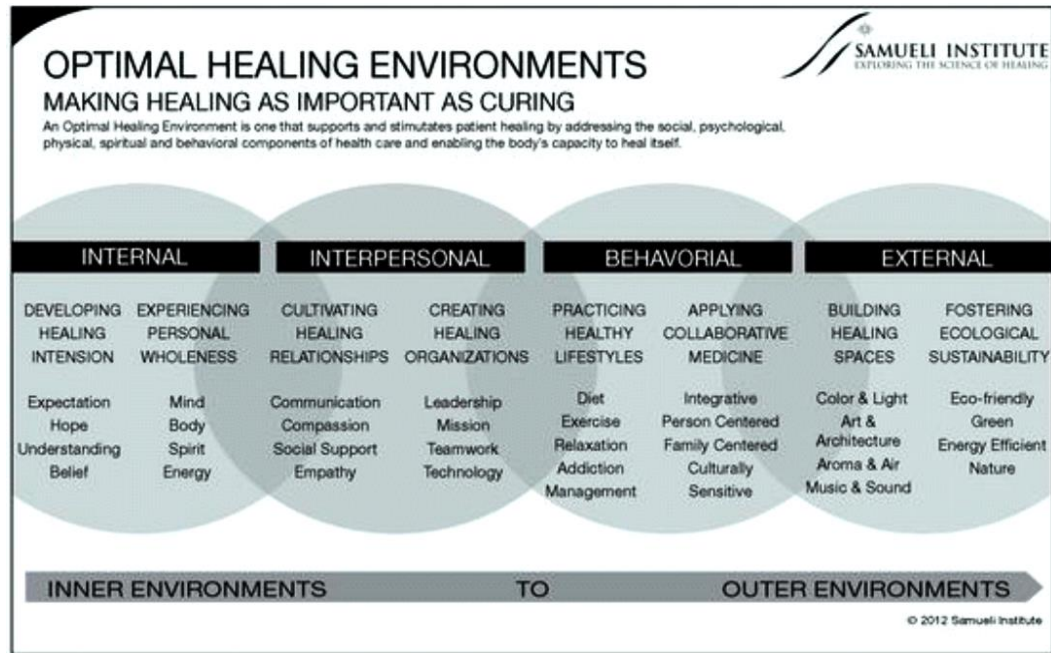 OPTIMAL HEALING ENVIRONMENTS
MAKING HEALING AS IMPORTANT AS CURING
An Optimal Healing Environment is one that supports and stimutates patient healing by addressing the social, psychological,
physical, spiritual and behavioral components of health care and enabling the body's capacity to heal itself.
SAMUELI INSTITUTE
EXPLORING THE SCIENCE OF HEALING
INTERNAL
DEVELOPING
HEALING
INTENSION
Expectation
Hope
Understanding
Belief
EXPERIENCING
PERSONAL
WHOLENESS
Mind
Body
Spirit
Energy
INTERPERSONAL
CULTIVATING
HEALING
RELATIONSHIPS
Communication
Compassion
Social Support
Empathy
CREATING
HEALING
ORGANIZATIONS
Leadership
Mission
Teamwork
Technology
BEHAVORIAL
PRACTICING
HEALTHY
LIFESTYLES
Diet
Exercise
Relaxation
Addiction
Management
APPLYING
COLLABORATIVE
MEDICINE
Integrative
Person Centered
Family Centered
Culturally
Sensitive
EXTERNAL
BUILDING
HEALING
SPACES
Color & Light
Art &
Architecture
Aroma & Air
Music & Sound
FOSTERING
ECOLOGICAL
SUSTAINABILITY
Eco-friendly
Green
Energy Efficient
Nature
INNER ENVIRONMENTS TO OUTER ENVIRONMENTS
© 2012 Samueli Institute